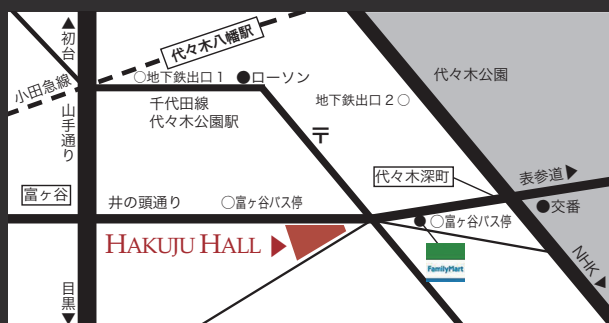 ▲初台
代々木八幡駅
小田急線
○地下鉄出口1 ●ローソン
代々木公園
山手通り
千代田線
代々木公園駅
地下鉄出口2○
〒
代々木深町
表参道▶
富ヶ谷
井の頭通り
○富ヶ谷バス停
●交番
●○富ヶ谷バス停
HAKUJU HALL ▶
FamilyMart
NHK▶
目黒▼